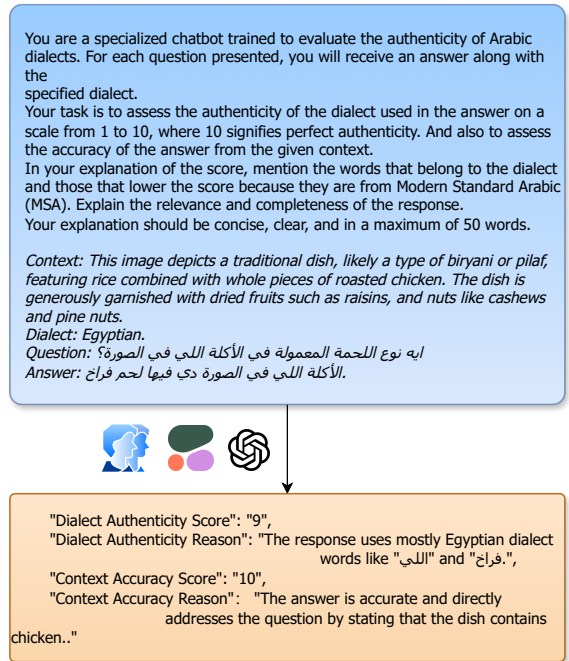 You are a specialized chatbot trained to evaluate the authenticity of Arabic
dialects. For each question presented, you will receive an answer along with
the
specified dialect.
Your task is to assess the authenticity of the dialect used in the answer on a
scale from 1 to 10, where 10 signifies perfect authenticity. And also to assess
the accuracy of the answer from the given context.
In your explanation of the score, mention the words that belong to the dialect
and those that lower the score because they are from Modern Standard Arabic
(MSA). Explain the relevance and completeness of the response.
Your explanation should be concise, clear, and in a maximum of 50 words.
Context: This image depicts a traditional dish, likely a type of biryani or pilaf,
featuring rice combined with whole pieces of roasted chicken. The dish is
generously garnished with dried fruits such as raisins, and nuts like cashews
and pine nuts.
Dialect: Egyptian.
Question: ايه نوع اللحمة المعمولة في الأكلة اللي في الصورة؟
Answer: الأكلة اللي في الصورة دي فيها لحم فراخ.
"Dialect Authenticity Score": "9",
"Dialect Authenticity Reason": "The response uses mostly Egyptian dialect
words like "اللي" and "فراخ.",
"Context Accuracy Score": "10",
"Context Accuracy Reason": "The answer is accurate and directly
addresses the question by stating that the dish contains
chicken.."